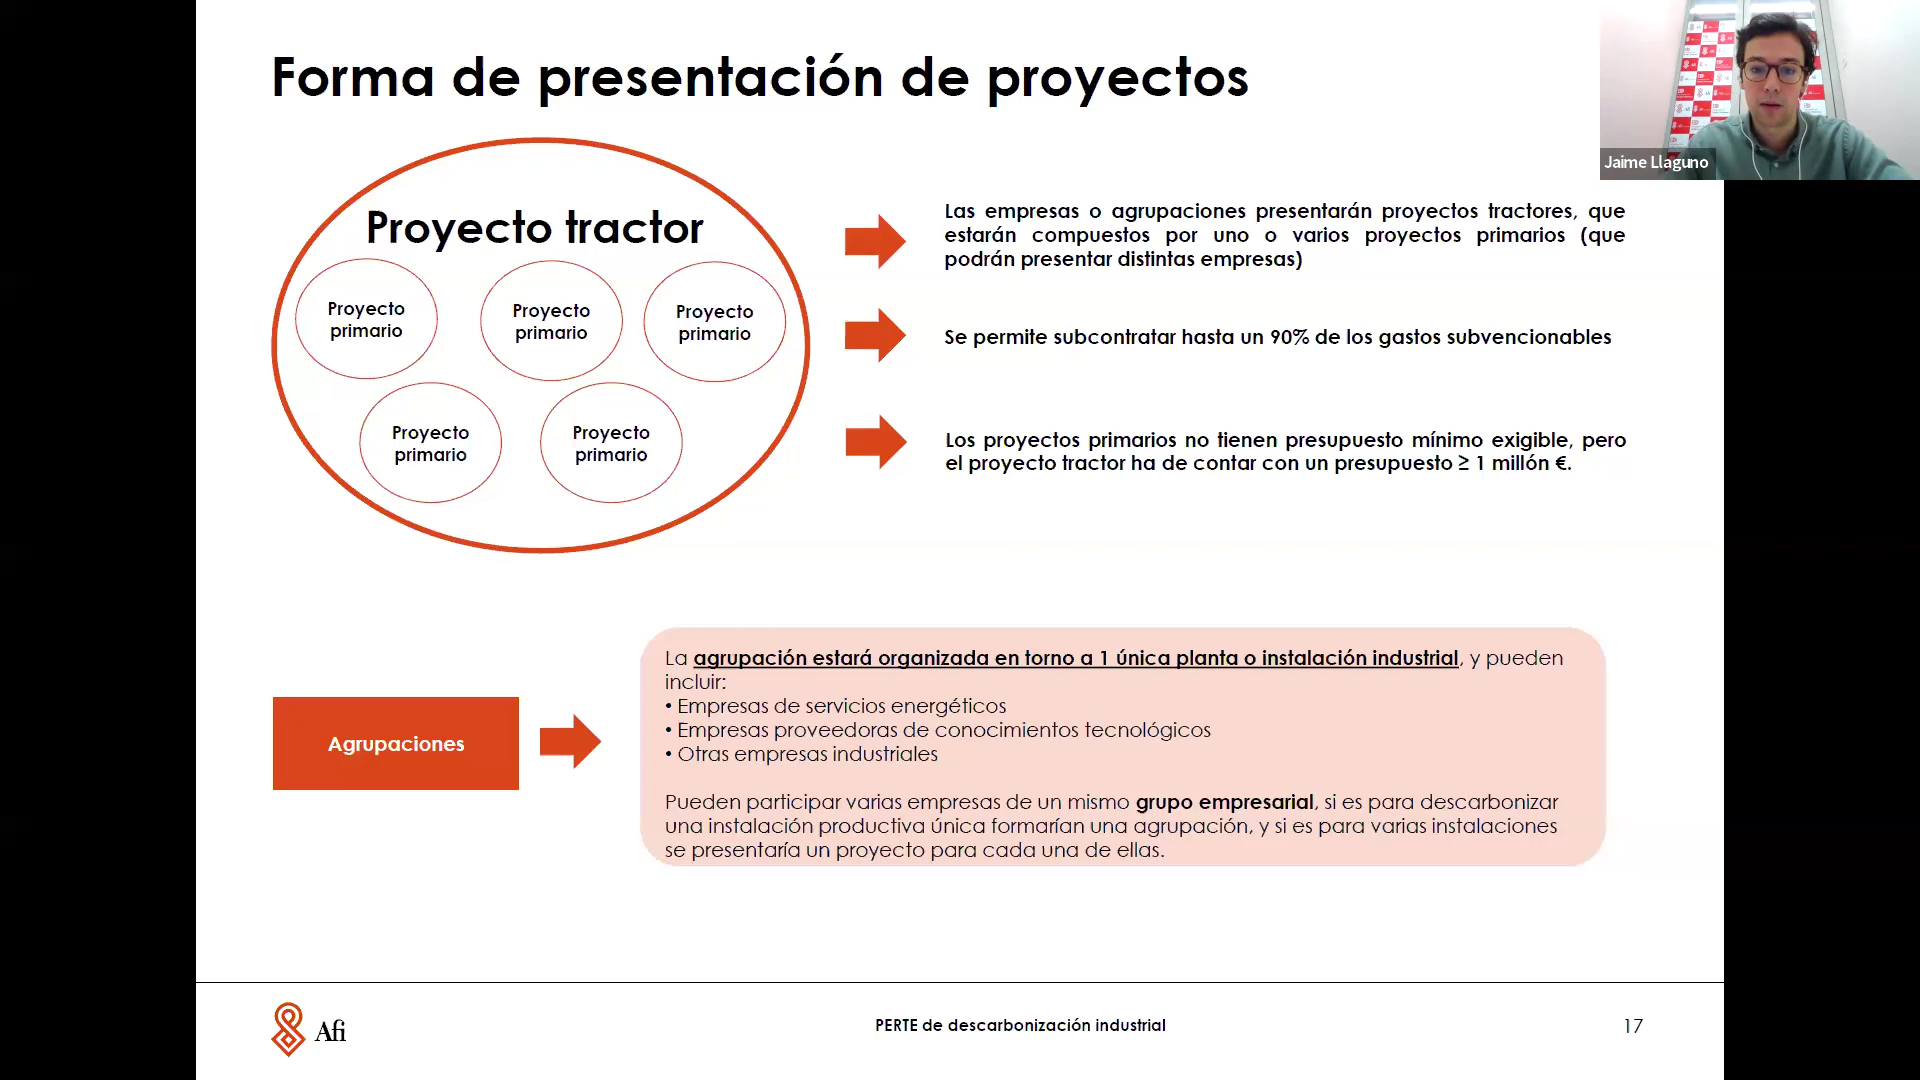 Forma de presentación de proyectos
Jaime Llaguno
Proyecto tractor
Proyecto
primario
Proyecto
primario
Proyecto
primario
Proyecto
primario
Proyecto
primario
Las empresas o agrupaciones presentarán proyectos tractores, que
estarán compuestos por uno o varios proyectos primarios (que
podrán presentar distintas empresas)
Se permite subcontratar hasta un 90% de los gastos subvencionables
Los proyectos primarios no tienen presupuesto mínimo exigible, pero
el proyecto tractor ha de contar con un presupuesto ≥ 1 millón €.
Agrupaciones
La agrupación estará organizada en torno a 1 única planta o instalación industrial, y pueden
incluir:
• Empresas de servicios energéticos
• Empresas proveedoras de conocimientos tecnológicos
• Otras empresas industriales
Pueden participar varias empresas de un mismo grupo empresarial, si es para descarbonizar
una instalación productiva única formarían una agrupación, y si es para varias instalaciones
se presentaría un proyecto para cada una de ellas.
Afi
PERTE de descarbonización industrial
17